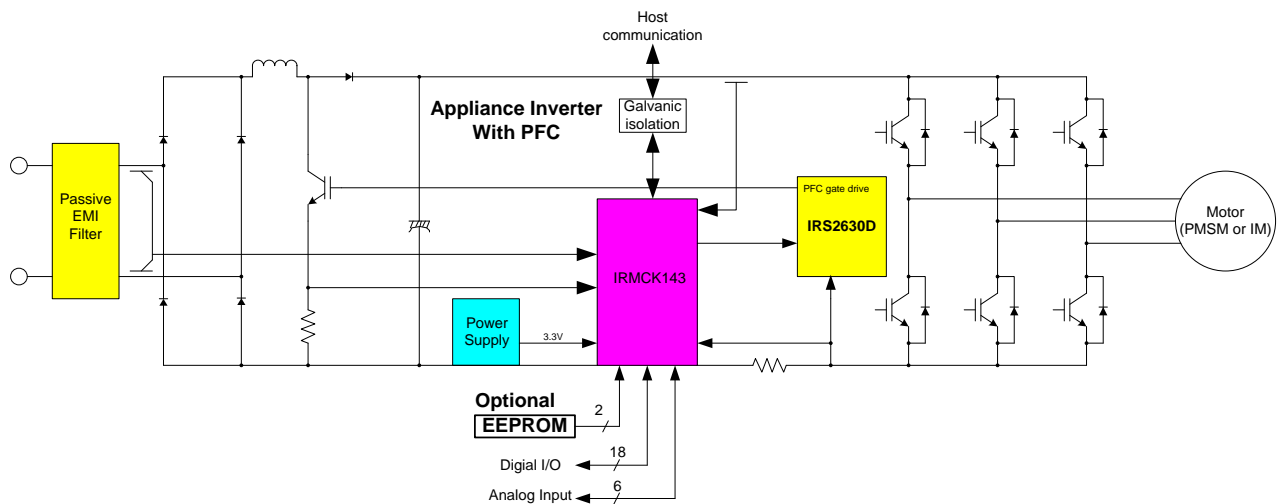 Host
communication
Appliance Inverter
With PFC
Galvanic
isolation
Passive
EMI
Filter
PFC gate drive
IRS2630D
Motor
(PMSM or IM)
IRMCK143
Power
Supply
3.3V
Optional
EEPROM
2
Digial I/O
18
Analog Input
6